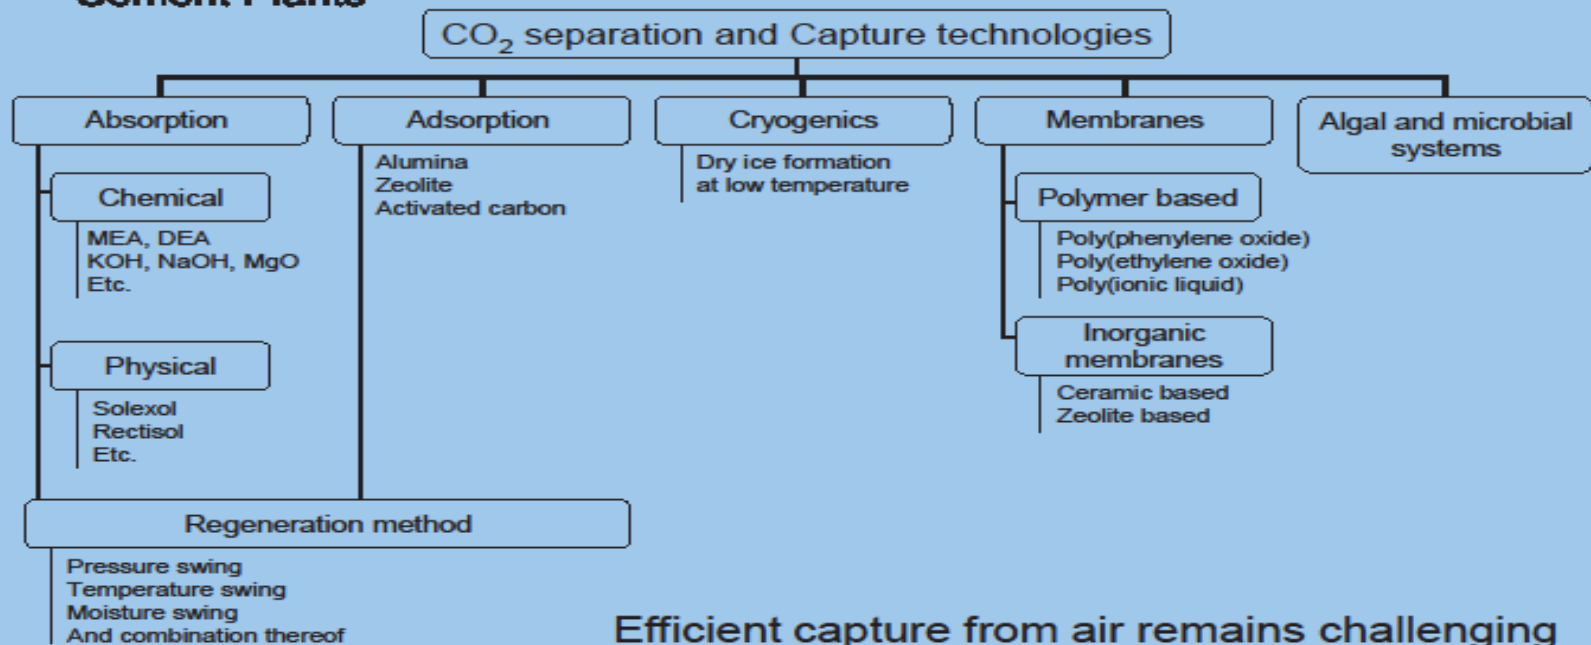 Cement Plants
CO₂ separation and Capture technologies
Absorption
Adsorption
Cryogenics
Membranes
Algal and microbial
systems
Chemical
MEA, DEA
KOH, NaOH, MgO
Etc.
Physical
Solexol
Rectisol
Etc.
Alumina
Zeolite
Activated carbon
Regeneration method
Pressure swing
Temperature swing
Moisture swing
And combination thereof
Dry ice formation
at low temperature
Polymer based
Poly(phenylene oxide)
Poly(ethylene oxide)
Poly(ionic liquid)
Inorganic
membranes
Ceramic based
Zeolite based
Efficient capture from air remains challenging